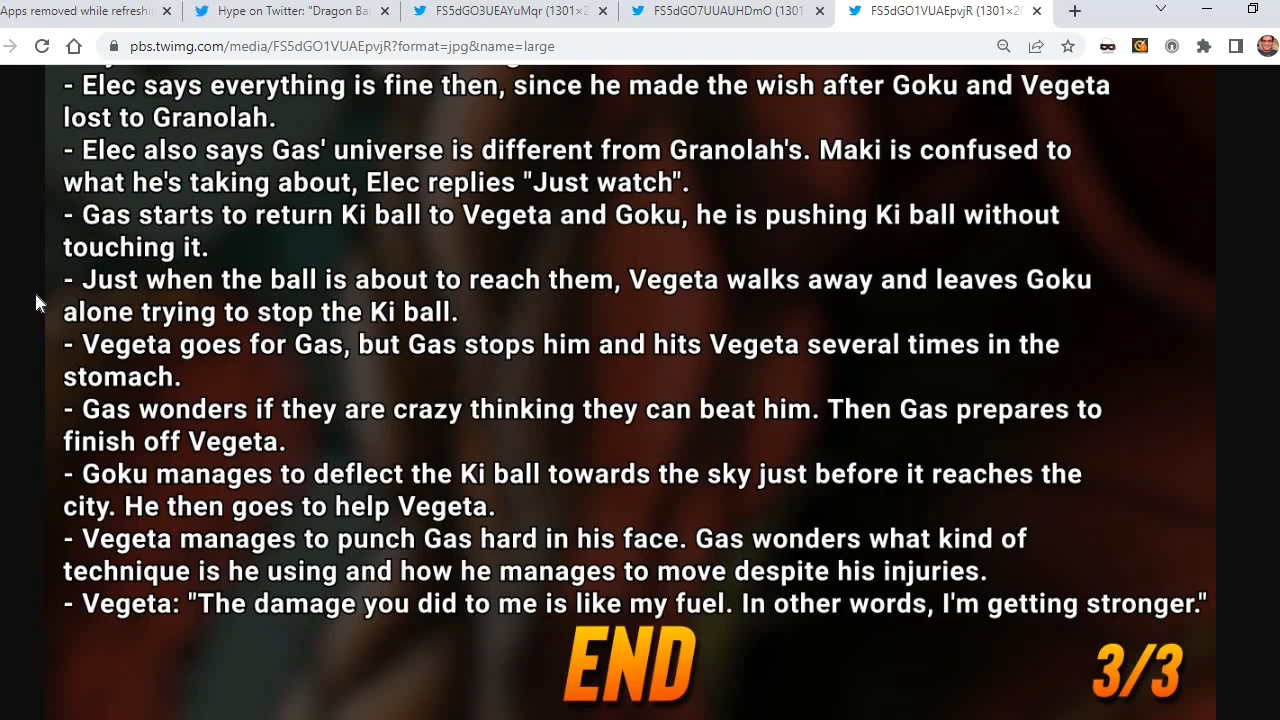 Apps removed while refreshi
Hype on Twitter: "Dragon Ba
FS5dGO3UEAYuMqr (1301×2
FS5dGO7UUAUHDmO (1301
FS5dGO1VUAEpvjR (1301×20
pbs.twimg.com/media/FS5dGO1VUAEpvjR?format=jpg&name=large
- Elec says everything is fine then, since he made the wish after Goku and Vegeta
lost to Granolah.
- Elec also says Gas' universe is different from Granolah's. Maki is confused to
what he's taking about, Elec replies "Just watch".
- Gas starts to return Ki ball to Vegeta and Goku, he is pushing Ki ball without
touching it.
- Just when the ball is about to reach them, Vegeta walks away and leaves Goku
alone trying to stop the Ki ball.
- Vegeta goes for Gas, but Gas stops him and hits Vegeta several times in the
stomach.
- Gas wonders if they are crazy thinking they can beat him. Then Gas prepares to
finish off Vegeta.
- Goku manages to deflect the Ki ball towards the sky just before it reaches the
city. He then goes to help Vegeta.
- Vegeta manages to punch Gas hard in his face. Gas wonders what kind of
technique is he using and how he manages to move despite his injuries.
- Vegeta: "The damage you did to me is like my fuel. In other words, I'm getting stronger."
END
3/3